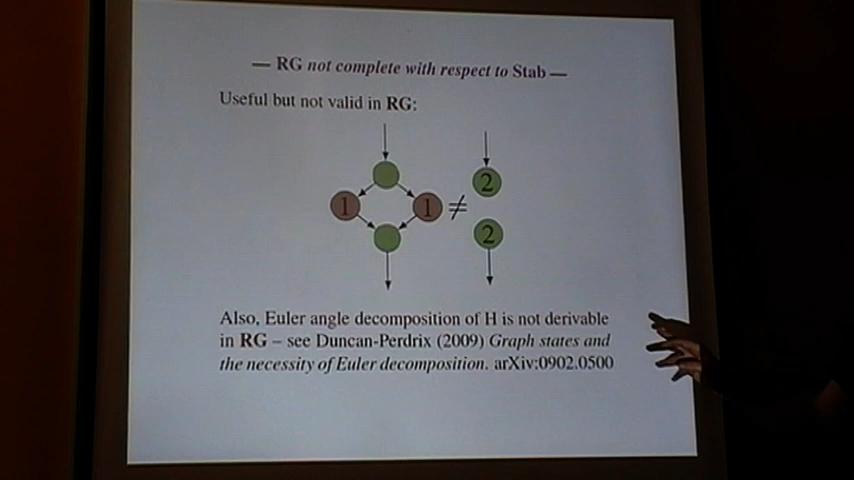 — RG not complete with respect to Stab —
Useful but not valid in RG:
2
1 1 ≠
2
Also, Euler angle decomposition of H is not derivable
in RG – see Duncan-Perdrix (2009) Graph states and
the necessity of Euler decomposition. arXiv:0902.0500